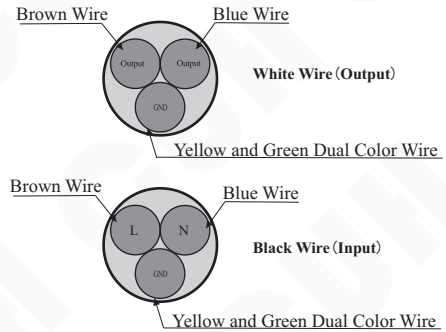 Brown Wire Blue Wire
Output Output
White Wire（Output）
GND
Yellow and Green Dual Color Wire
Brown Wire Blue Wire
L N
Black Wire（Input）
GND
Yellow and Green Dual Color Wire